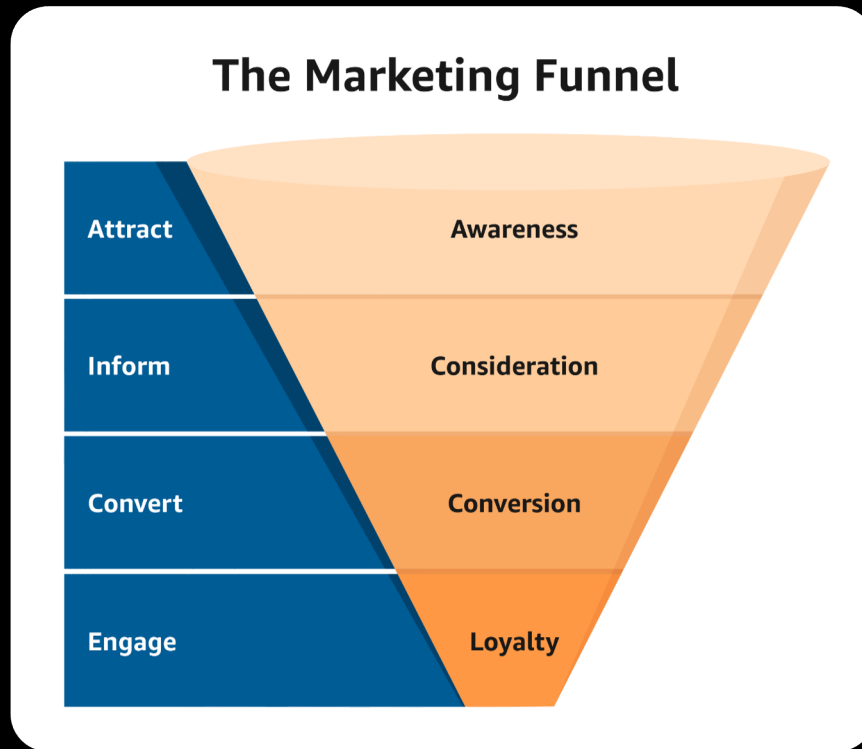 The Marketing Funnel
Attract
Awareness
Inform
Consideration
Convert
Conversion
Engage
Loyalty